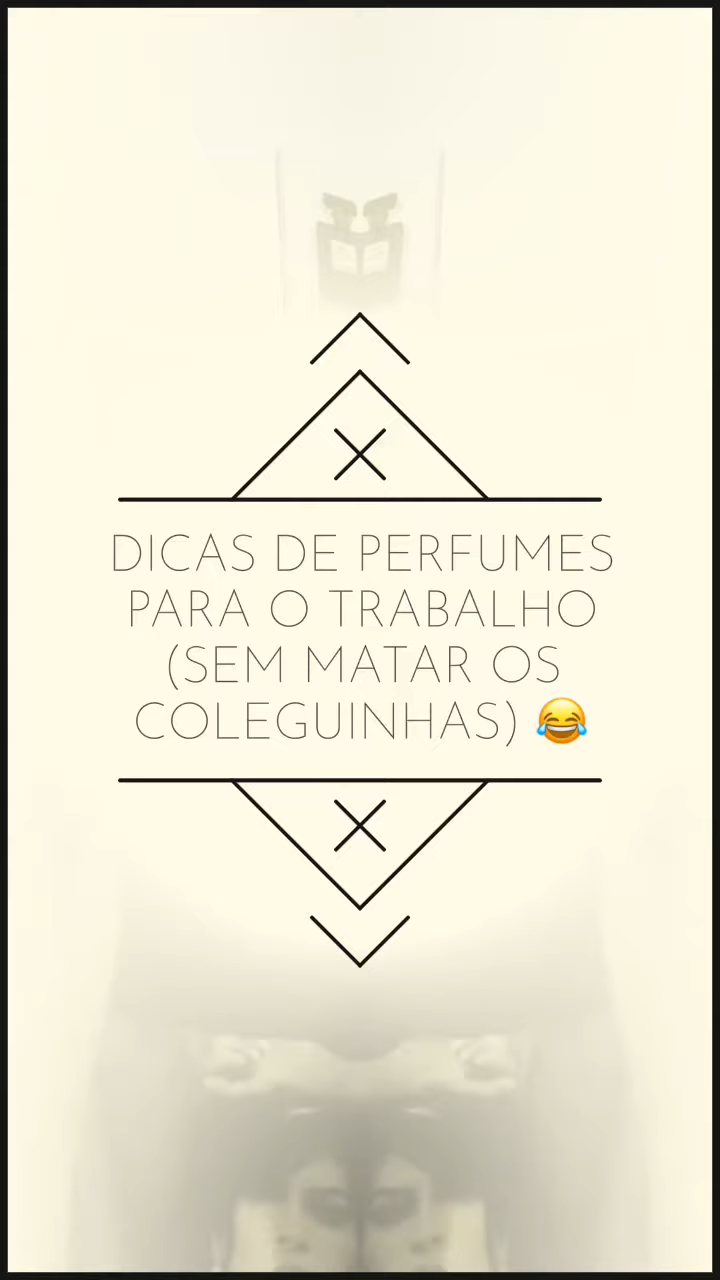 DICAS DE PERFUMES
PARA O TRABALHO
(SEM MATAR OS
COLEGUINHAS) 😂